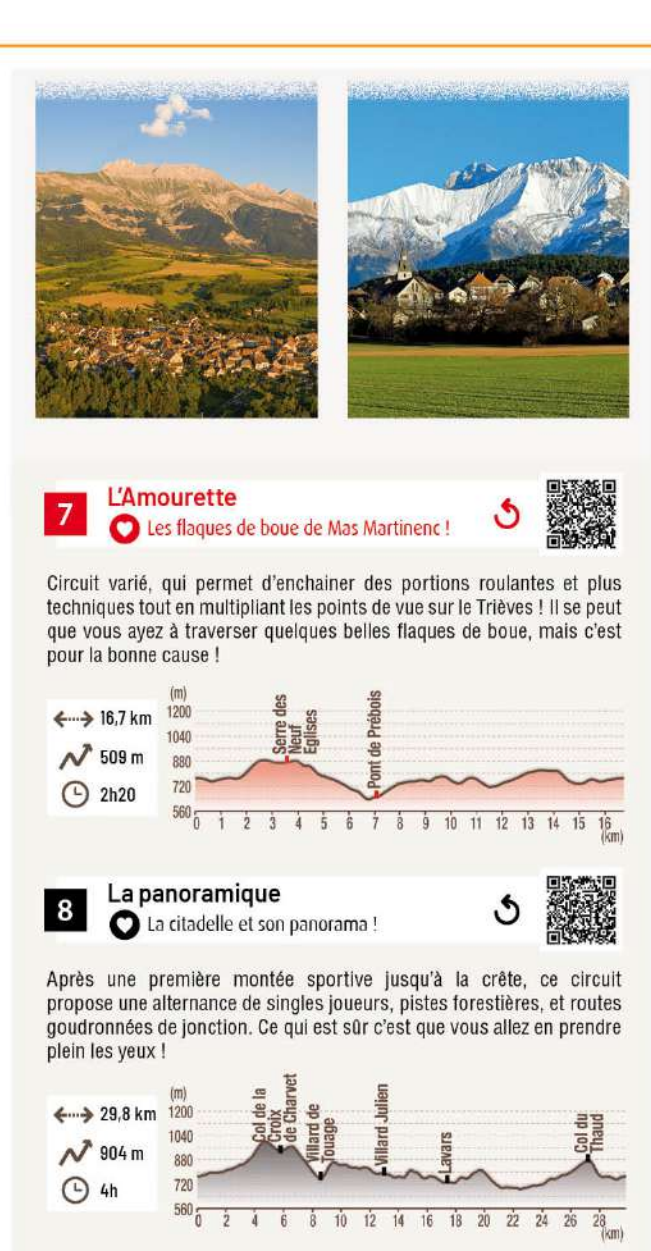 7
L'Amourette
Les flaques de boue de Mas Martinenc !
Circuit varié, qui permet d'enchainer des portions roulantes et plus
techniques tout en multipliant les points de vue sur le Trièves ! Il se peut
que vous ayez à traverser quelques belles flaques de boue, mais c'est
pour la bonne cause !
16,7 km
509 m
2h20
(m)
1200
1040
880
720
560
Serre des
Neuf
Eglises
Pont de Prébois
0 1 2 3 4 5 6 7 8 9 10 11 12 13 14 15 16
(km)
8
La panoramique
La citadelle et son panorama !
Après une première montée sportive jusqu'à la crête, ce circuit
propose une alternance de singles joueurs, pistes forestières, et routes
goudronnées de jonction. Ce qui est sûr c'est que vous allez en prendre
plein les yeux !
29,8 km
904 m
4h
(m)
1200
1040
880
720
560
Col de la
Croix
de Charvet
Villard de
Touage
Villard Julien
Lavars
Col du
Thaud
0 2 4 6 8 10 12 14 16 18 20 22 24 26 28
(km)